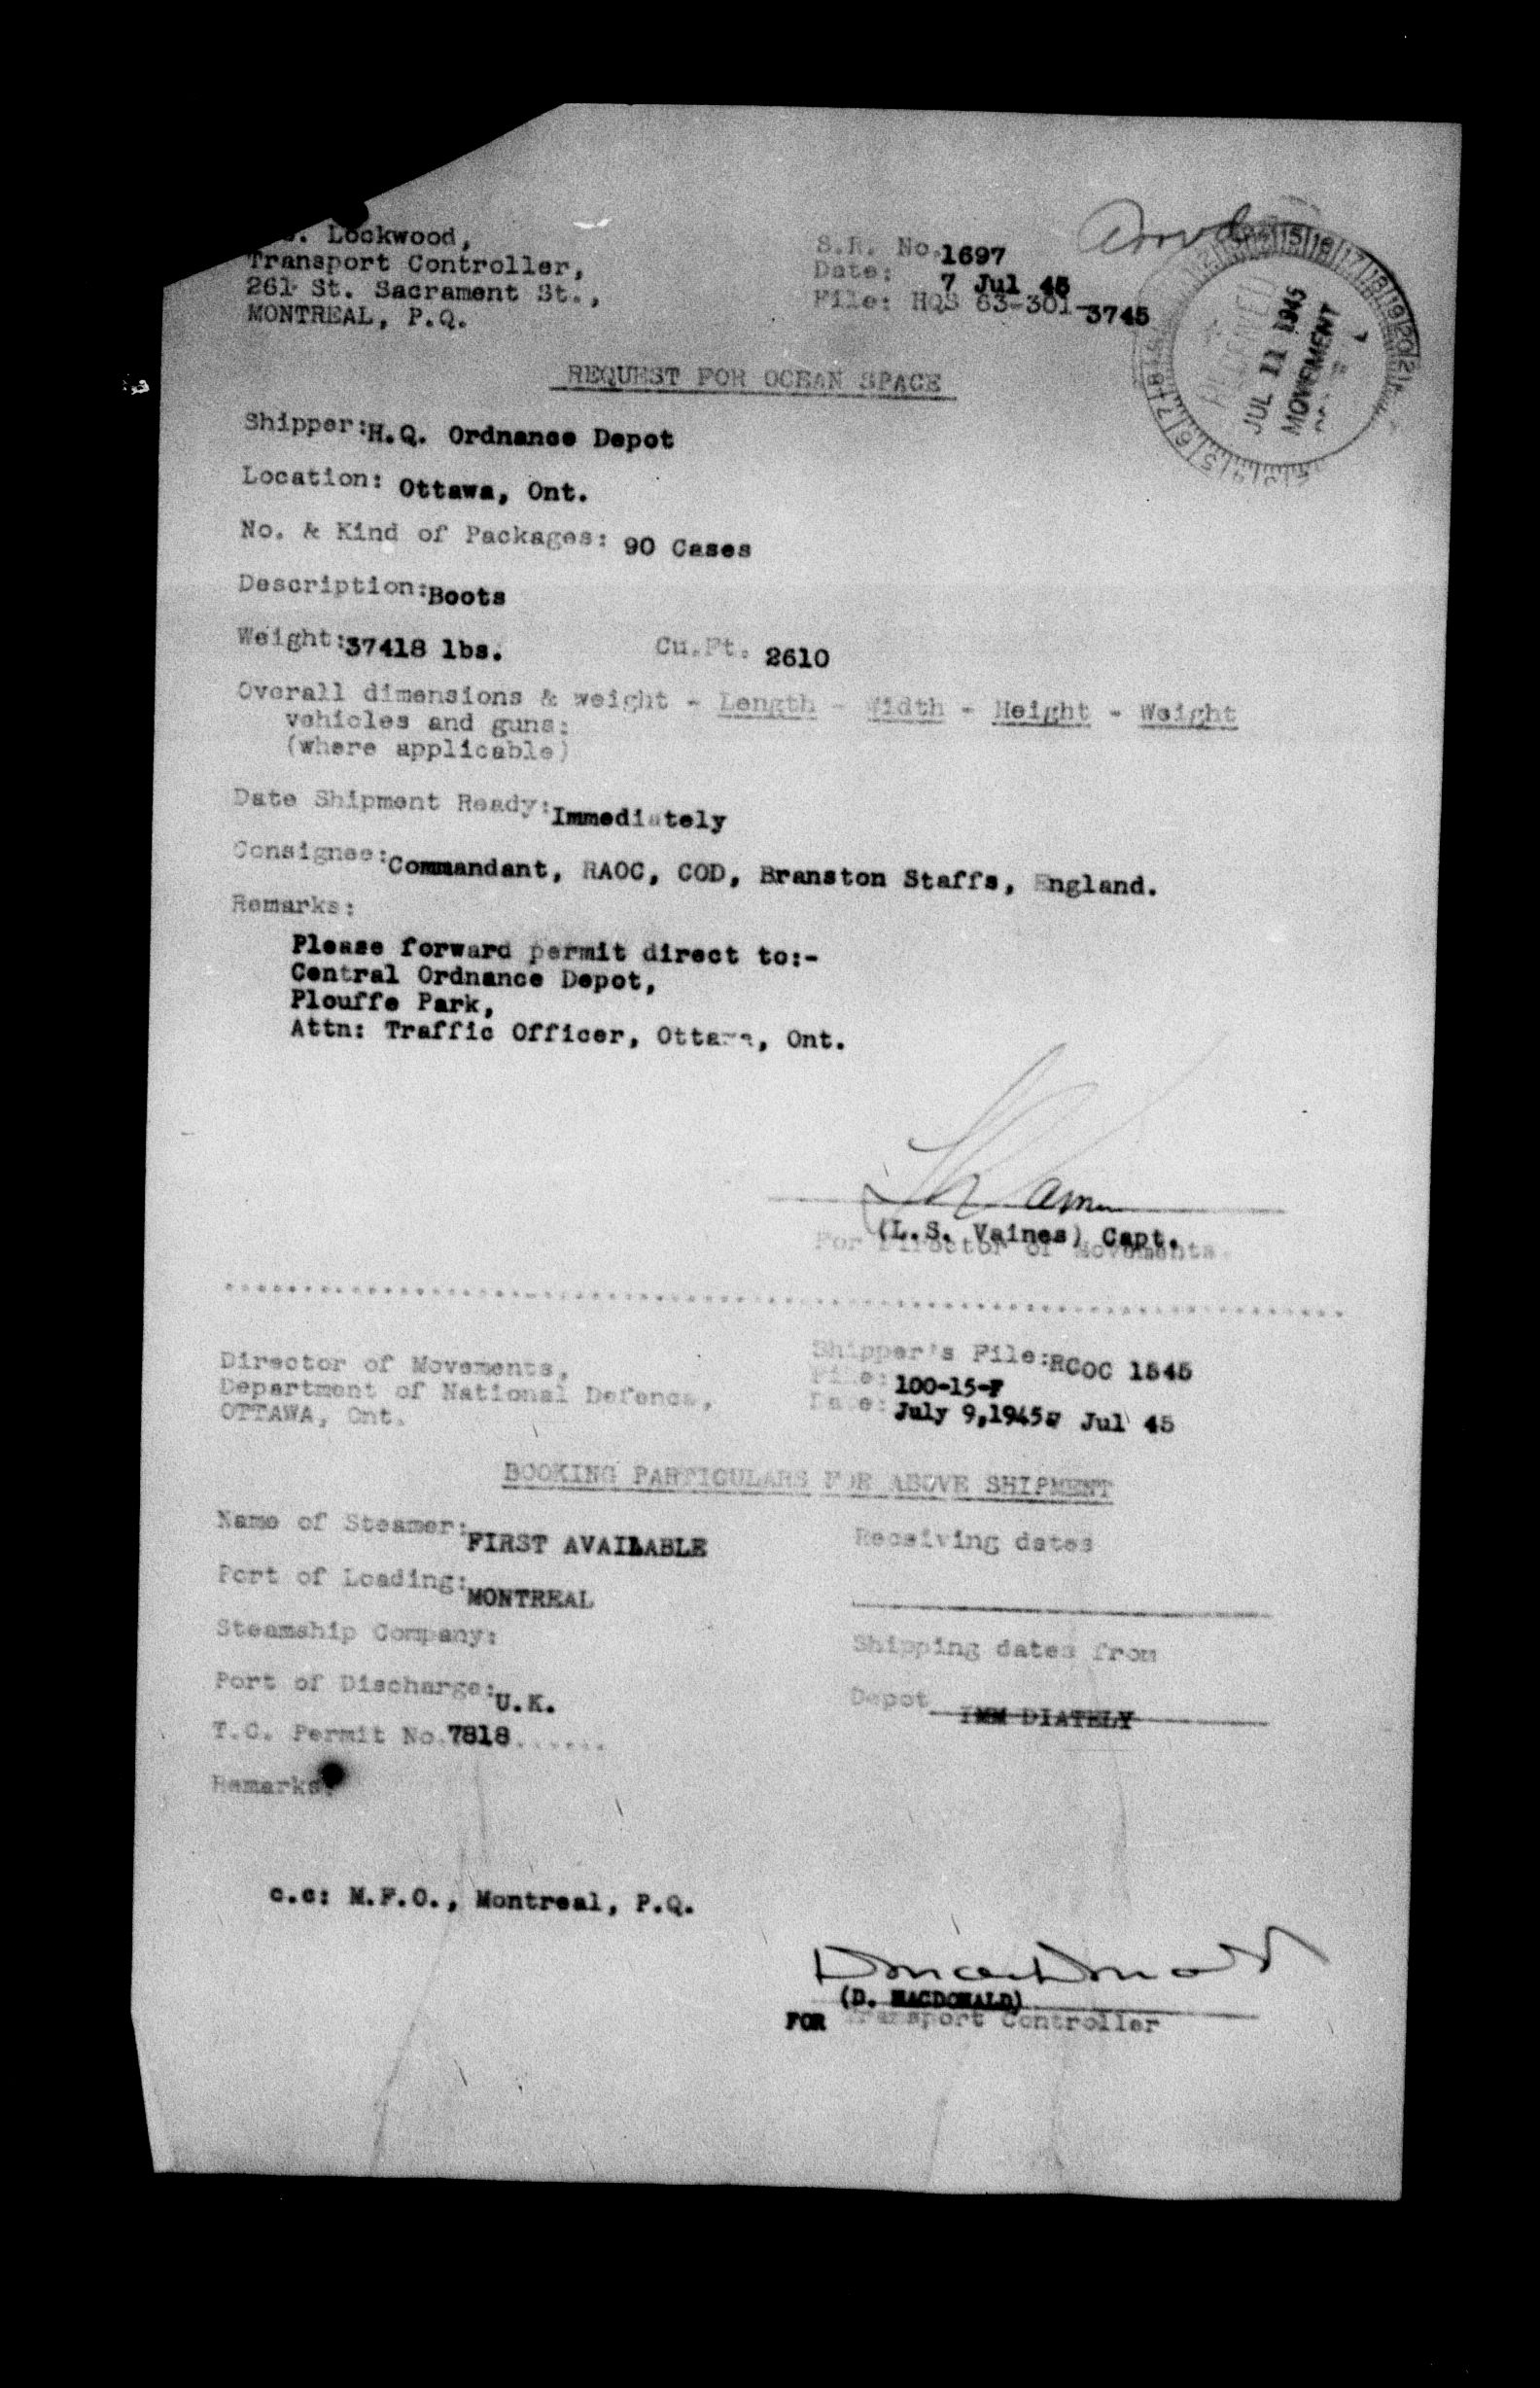 Lockwood,
Transport Controller,
261 St. Sacrament St.,
MONTREAL, P.Q.
S.R. No. 1697
Date: 7 Jul 45
File: HQS 63-301-3745
RECEIVED
JUL 11 1945
MOVEMENT
REQUEST FOR OCEAN SPACE
Shipper: H.Q. Ordnance Depot
Location: Ottawa, Ont.
No. & Kind of Packages: 90 Cases
Description: Boots
Weight: 37418 lbs. Cu.Ft. 2610
Overall dimensions & weight - Length - Width - Height - Weight
vehicles and guns:
(where applicable)
Date Shipment Ready: Immediately
Consignee: Commandant, RAOC, COD, Branston Staffs, England.
Remarks:
Please forward permit direct to:-
Central Ordnance Depot,
Plouffe Park,
Attn: Traffic Officer, Ottawa, Ont.
(L.S. Vaines) Capt.
For Director of Movements
Director of Movements,
Department of National Defence,
OTTAWA, Ont.
Shipper's File: RCOC 1545
File: 100-15-P
Date: July 9,1945 7 Jul 45
BOOKING PARTICULARS FOR ABOVE SHIPMENT
Name of Steamer: FIRST AVAILABLE
Receiving dates
Port of Loading: MONTREAL
Steamship Company:
Shipping dates from
Port of Discharge: U.K.
Depot IMM DIATELY
T.C. Permit No. 7818......
Remarks:
c.c: M.F.O., Montreal, P.Q.
(D. MACDONALD)
FOR Transport Controller